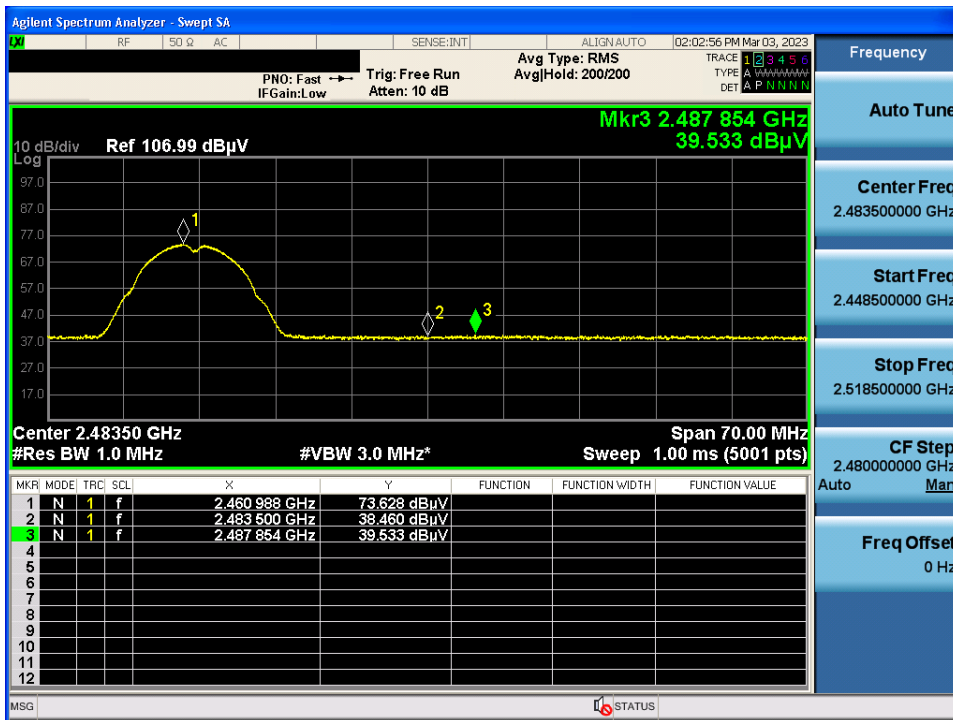 Agilent Spectrum Analyzer - Swept SA
LXI RF 50 Ω AC SENSE:INT ALIGN AUTO 02:02:56 PM Mar 03, 2023
Frequency
PNO: Fast Trig: Free Run Avg Type: RMS TRACE 1 2 3 4 5 6
IFGain:Low Atten: 10 dB Avg|Hold: 200/200 TYPE A WWWWW
DET A P N N N N
Auto Tune
Mkr3 2.487 854 GHz
39.533 dBµV
10 dB/div Ref 106.99 dBµV
Log
97.0
87.0
77.0
67.0
57.0
47.0
37.0
27.0
17.0
1
2
3
Center Freq
2.483500000 GHz
Start Freq
2.448500000 GHz
Stop Freq
2.518500000 GHz
Center 2.48350 GHz Span 70.00 MHz
#Res BW 1.0 MHz #VBW 3.0 MHz* Sweep 1.00 ms (5001 pts)
CF Step
2.480000000 GHz
Auto Man
Freq Offset
0 Hz
MKR MODE TRC SCL X Y FUNCTION FUNCTION WIDTH FUNCTION VALUE
1 N 1 f 2.460 988 GHz 73.628 dBµV
2 N 1 f 2.483 500 GHz 38.460 dBµV
3 N 1 f 2.487 854 GHz 39.533 dBµV
4
5
6
7
8
9
10
11
12
MSG STATUS